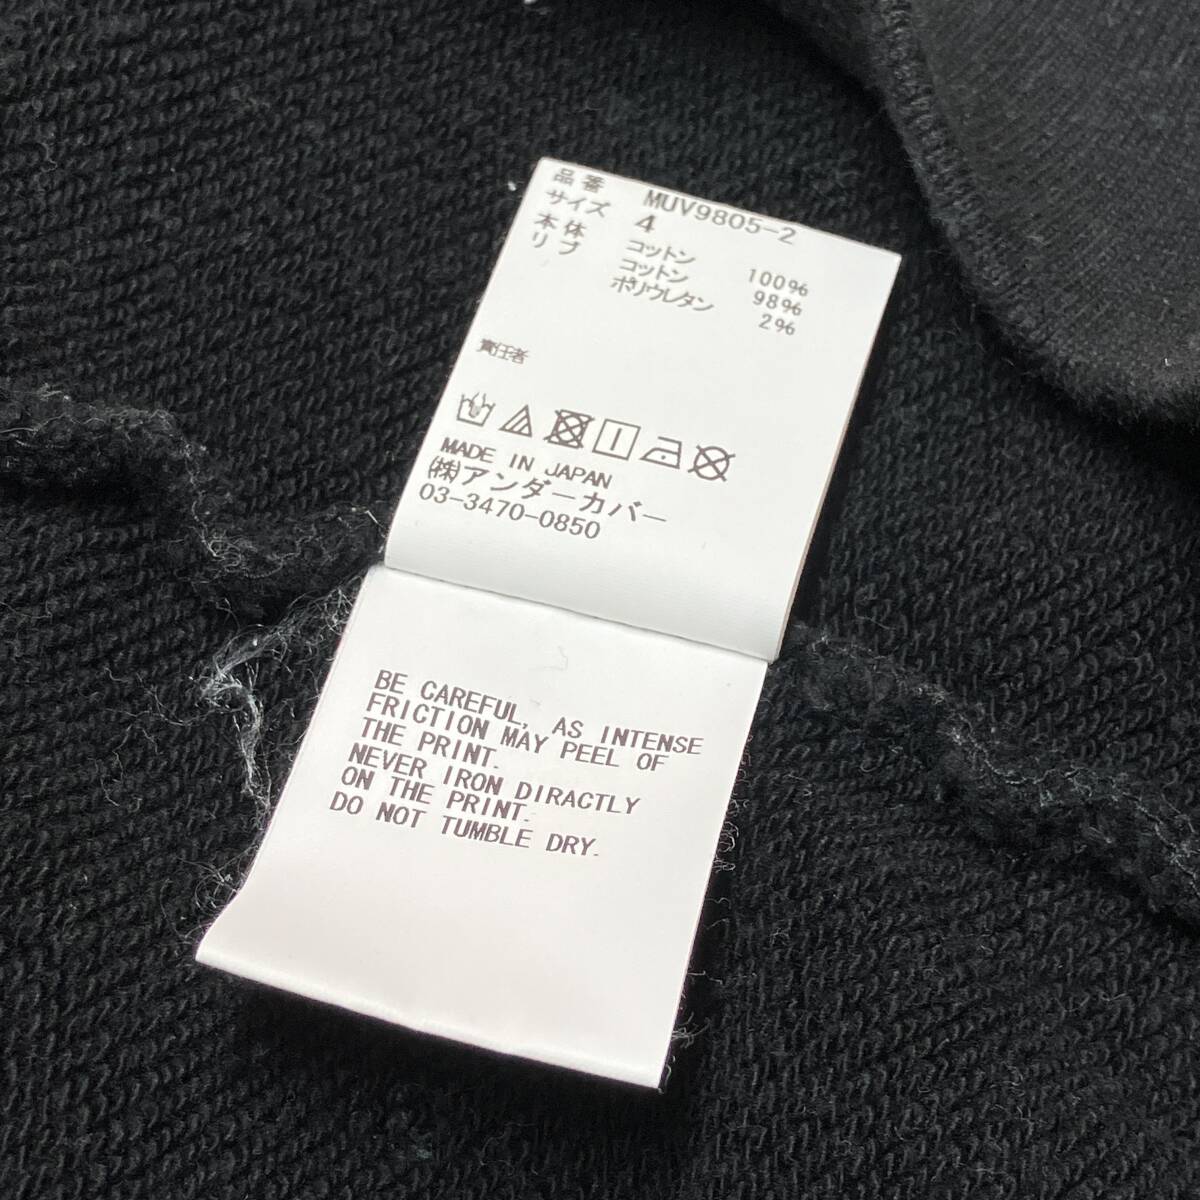 品番 MUV9805-2
サイズ 4
本体 コットン 100%
リブ コットン 98%
ポリウレタン 2%
責任者
MADE IN JAPAN
(株)アンダーカバー
03-3470-0850
BE CAREFUL, AS INTENSE
FRICTION MAY PEEL OF
THE PRINT.
NEVER IRON DIRACTLY
ON THE PRINT.
DO NOT TUMBLE DRY.